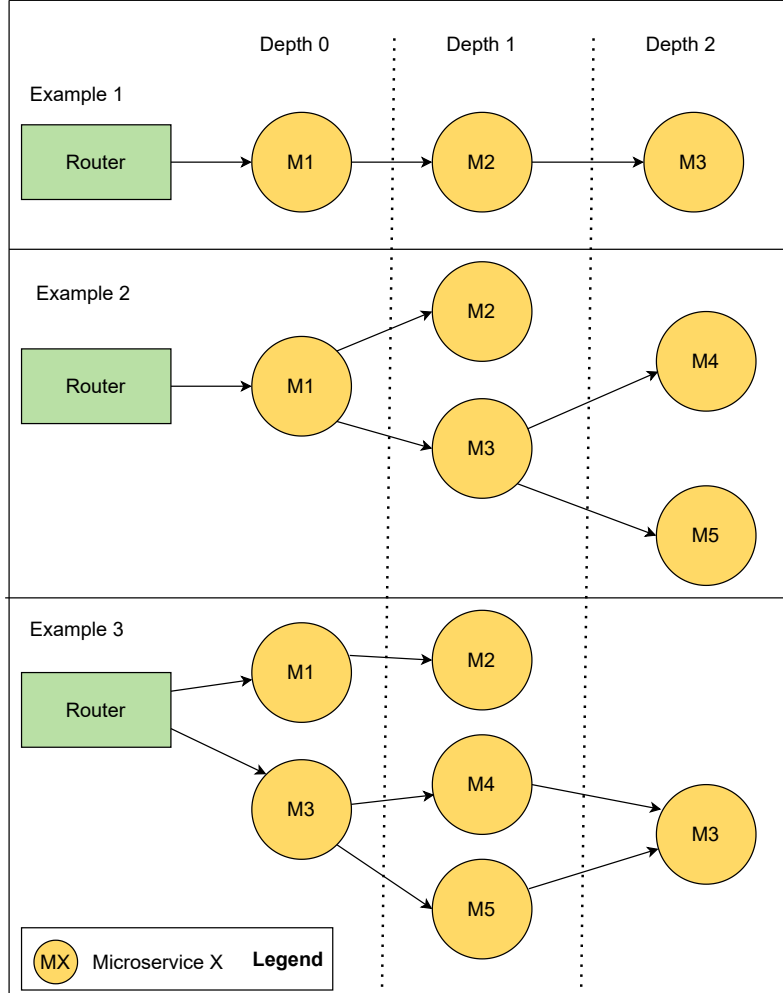 Depth 0 Depth 1 Depth 2
Example 1
Router M1 M2 M3
Example 2
M2
M4
Router M1
M3
M5
Example 3
M1 M2
Router
M4
M3
M3
M5
MX Microservice X Legend